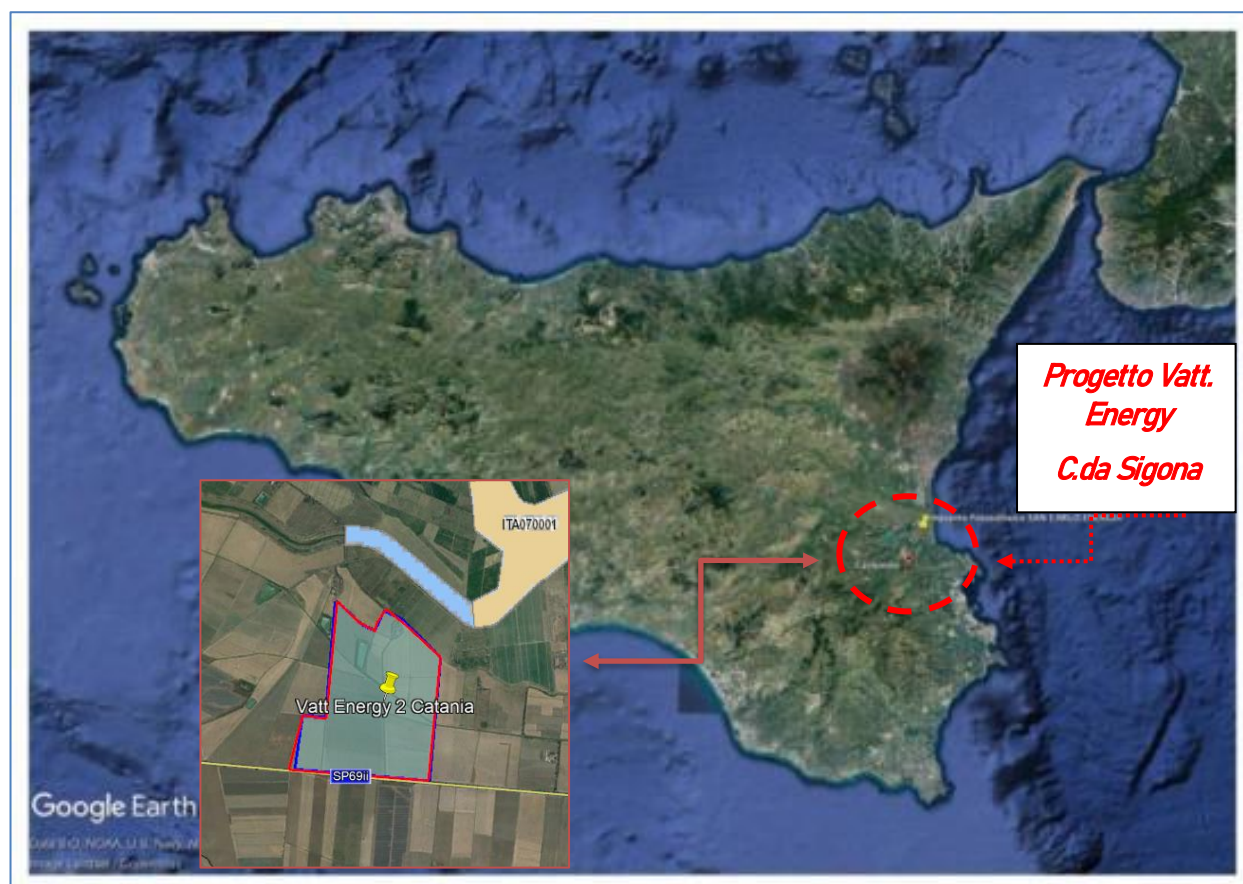 Progetto Vatt.
Energy
C.da Sigona
ITA070001
Vatt Energy 2 Catania
SP69ii
Google Earth